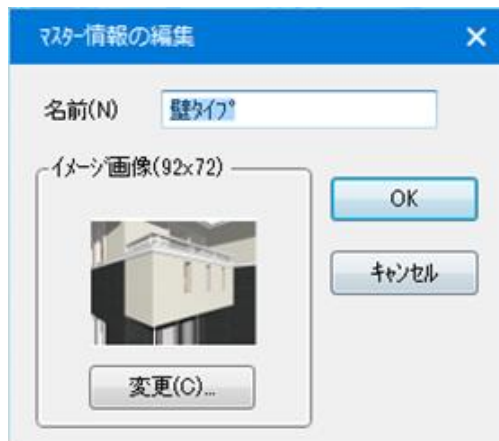 ﾏｽﾀｰ情報の編集
名前(N) 壁ﾀｲﾌﾟ
ｲﾒｰｼﾞ画像(92x72)
OK
ｷｬﾝｾﾙ
変更(C)...